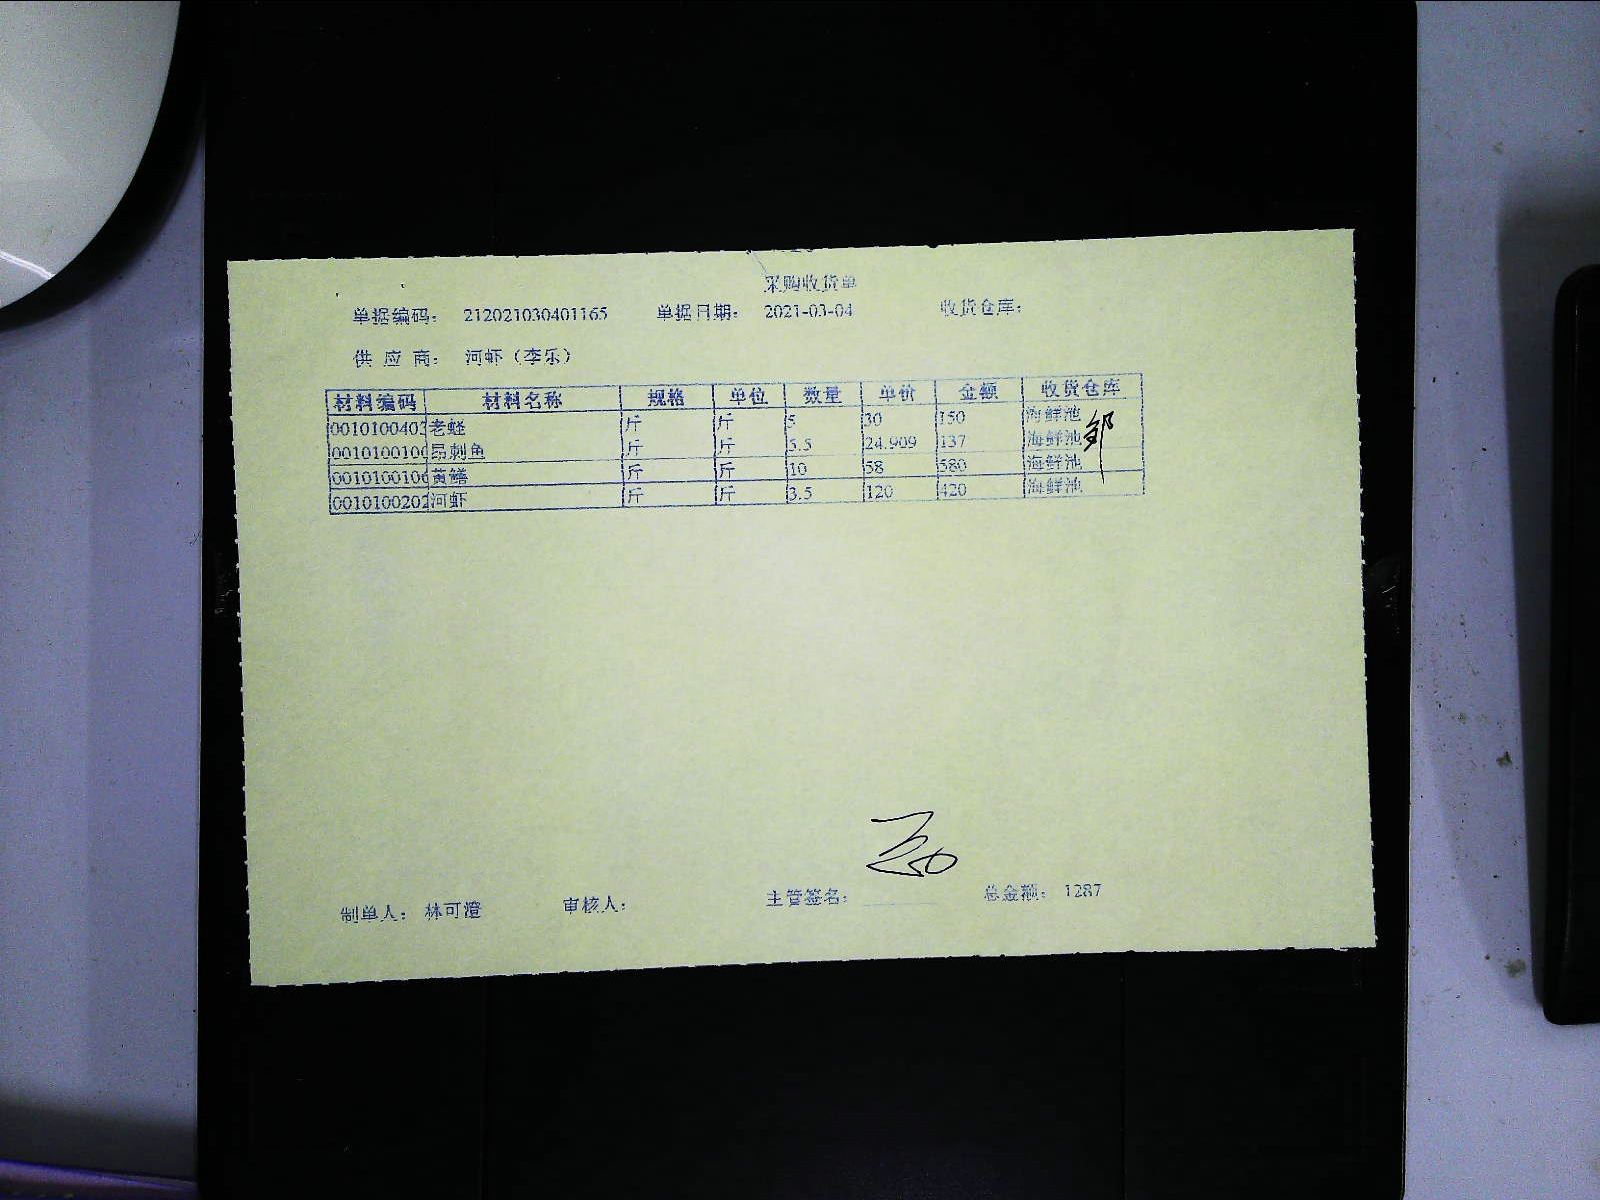 采购收货单
单据编码： 212021030401165 单据日期： 2021-03-04 收货仓库：
供 应 商： 河虾（李乐）
材料编码 材料名称 规格 单位 数量 单价 金额 收货仓库
0010100403 老蛏 斤 斤 5 30 150 海鲜池
0010100100 昂刺鱼 斤 斤 5.5 24.909 137 海鲜池 邹
0010100106 黄鳝 斤 斤 10 58 580 海鲜池
0010100202 河虾 斤 斤 3.5 120 420 海鲜池
制单人： 林可澄 审核人： 主管签名： 总金额： 1287